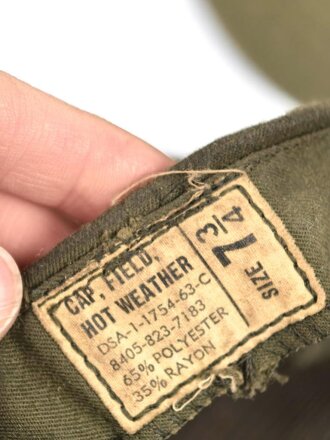 CAP, FIELD,
HOT WEATHER
DSA-1-1754-63-C
8405-823-7183
65% POLYESTER
35% RAYON
SIZE 7 3/4